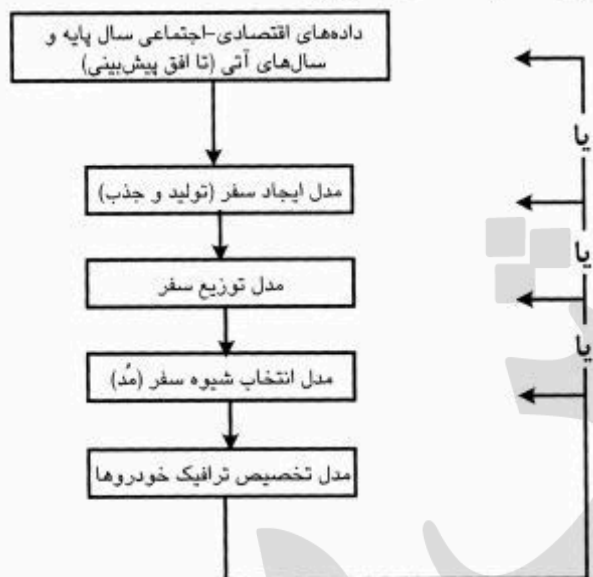 داده‌های اقتصادی-اجتماعی سال پایه و
سال‌های آتی (تا افق پیش‌بینی)
مدل ایجاد سفر (تولید و جذب)
مدل توزیع سفر
مدل انتخاب شیوه سفر (مُد)
مدل تخصیص ترافیک خودروها
یا
یا
یا